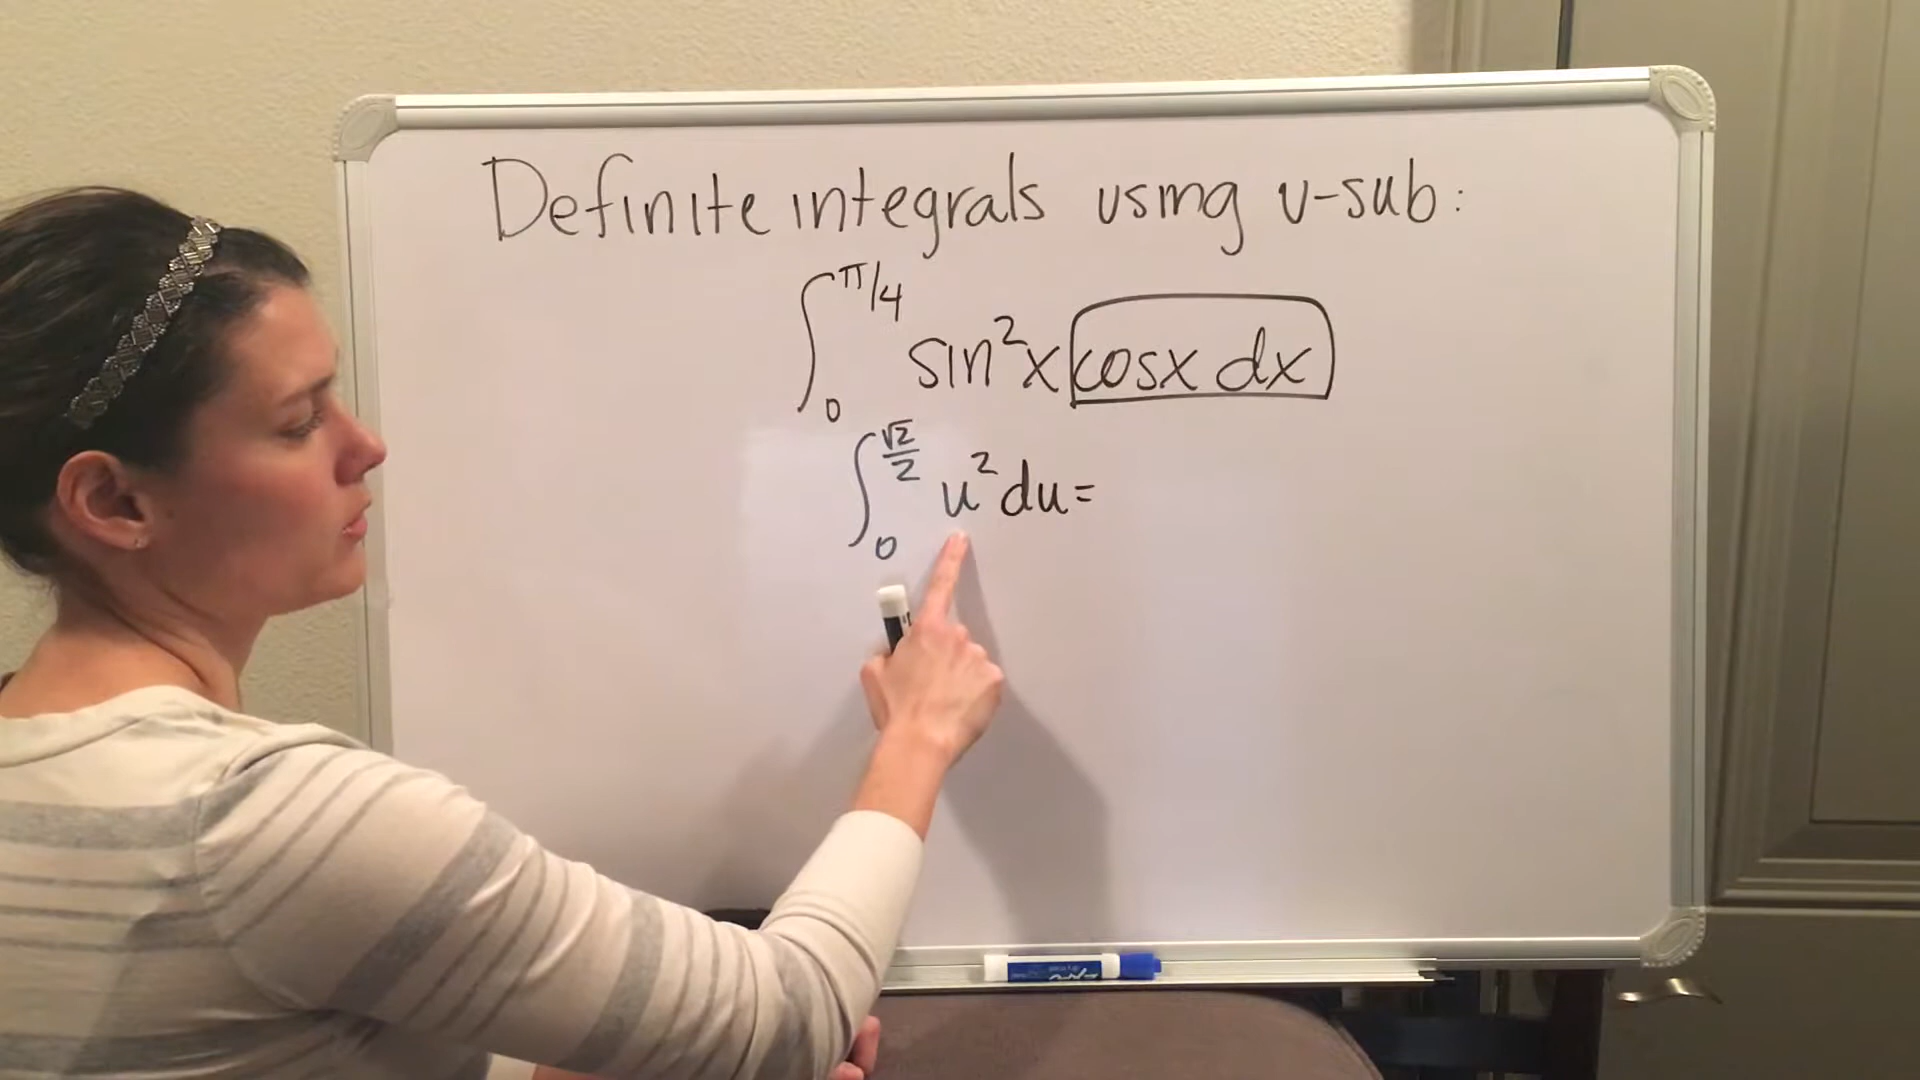 Definite integrals using u-sub:
∫₀^π/4 sin²x cosx dx
∫₀^√2/2 u² du =